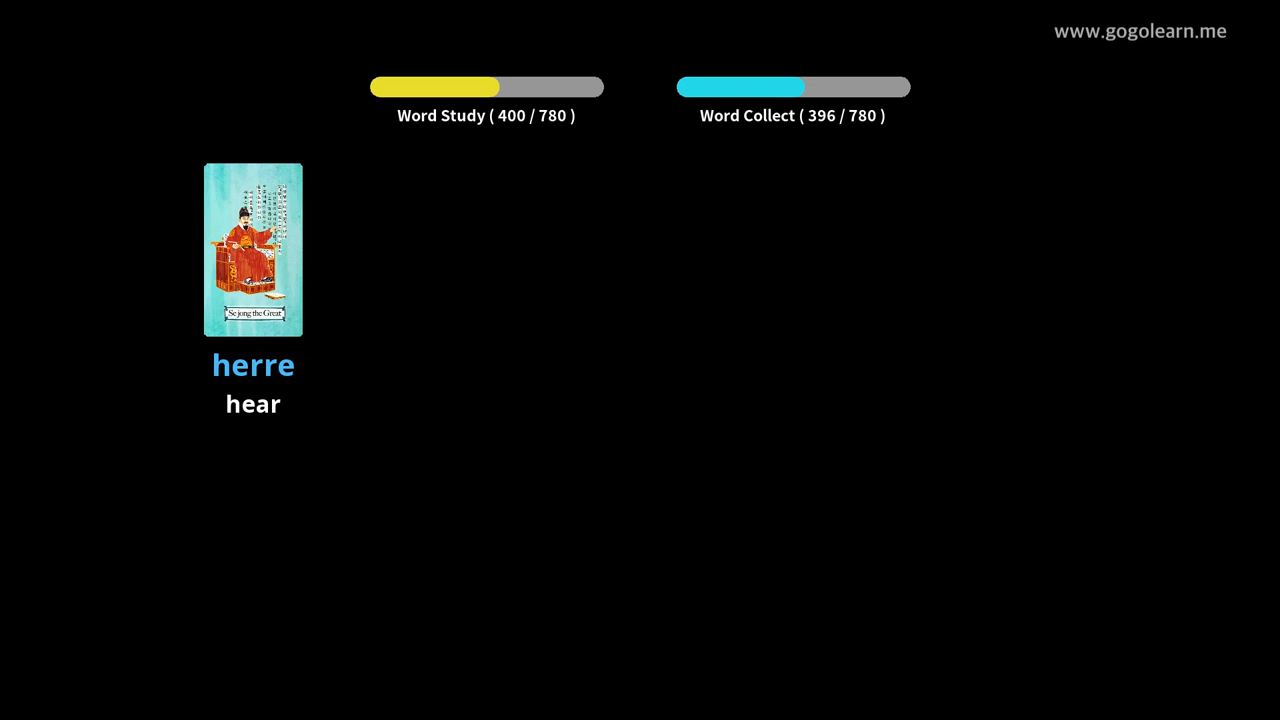 www.gogolearn.me
Word Study ( 400 / 780 )
Word Collect ( 396 / 780 )
Sejong the Great
herre
hear